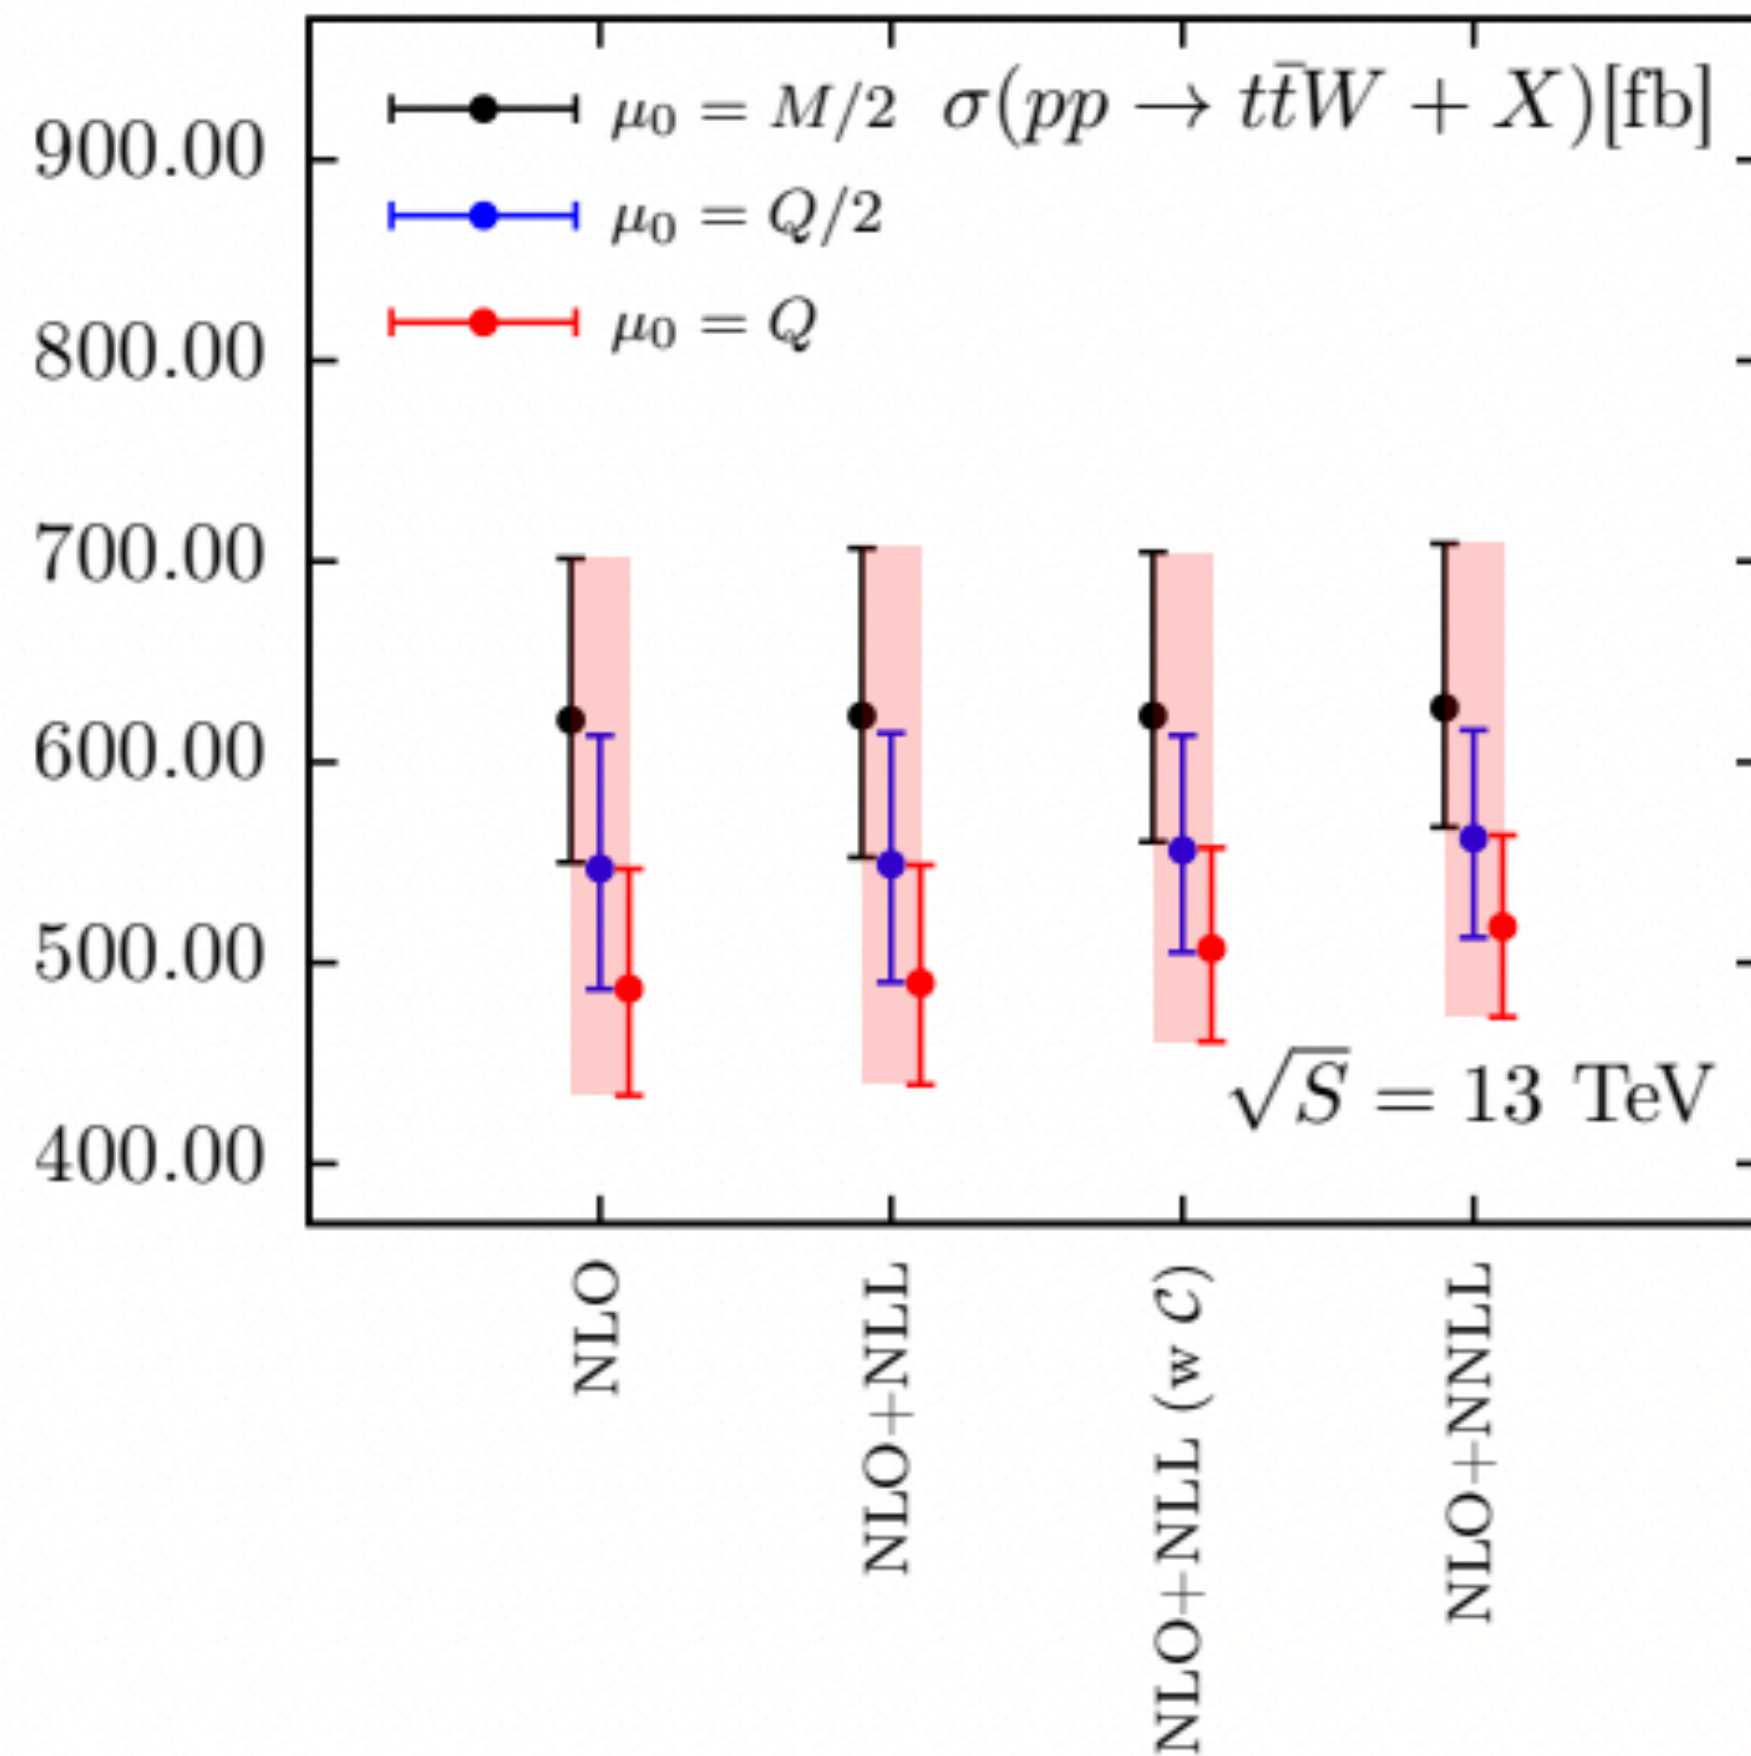 μ₀ = M/2 σ(pp → tt̄W + X)[fb]
μ₀ = Q/2
μ₀ = Q
900.00
800.00
700.00
600.00
500.00
400.00
√S = 13 TeV
NLO
NLO+NLL
NLO+NLL (w 𝒞)
NLO+NNLL